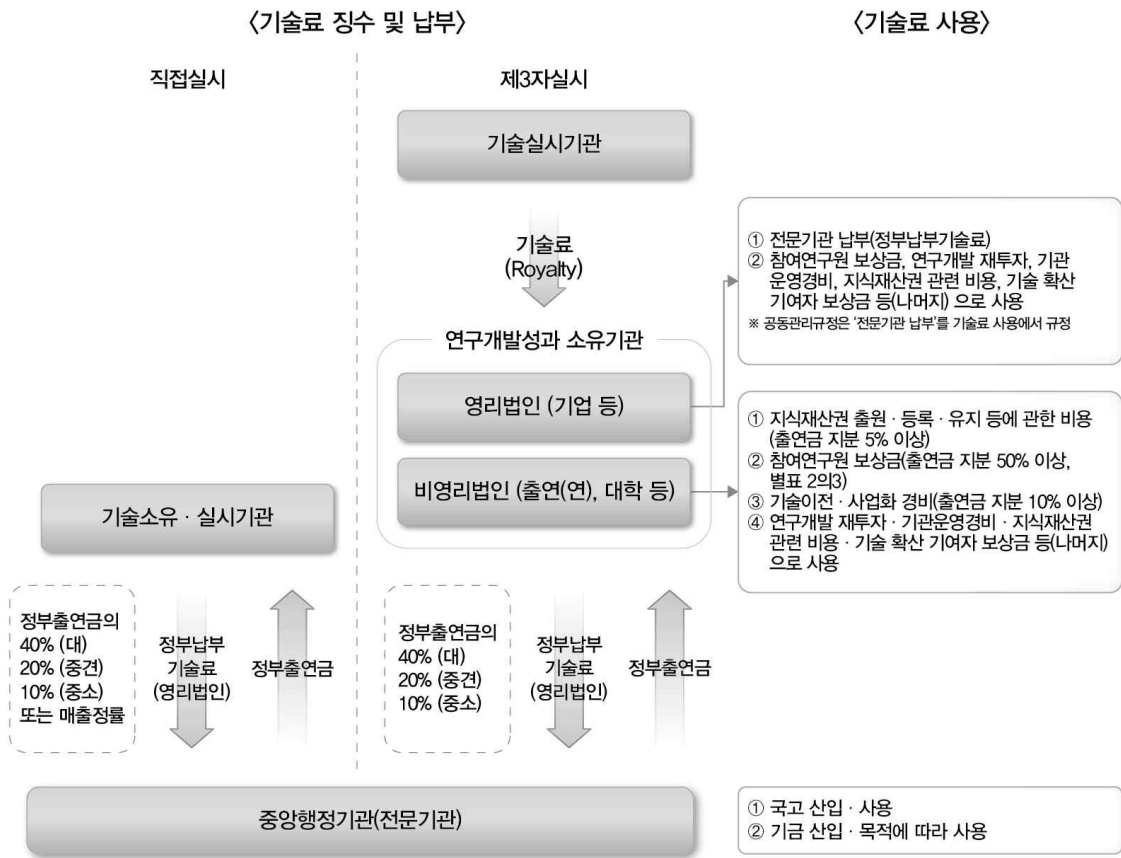 〈기술료 징수 및 납부〉
〈기술료 사용〉
직접실시
제3자실시
기술실시기관
기술료
(Royalty)
① 전문기관 납부(정부납부기술료)
② 참여연구원 보상금, 연구개발 재투자, 기관
운영경비, 지식재산권 관련 비용, 기술 확산
기여자 보상금 등(나머지) 으로 사용
※ 공동관리규정은 ‘전문기관 납부’를 기술료 사용에서 규정
연구개발성과 소유기관
영리법인 (기업 등)
비영리법인 (출연(연), 대학 등)
① 지식재산권 출원 · 등록 · 유지 등에 관한 비용
(출연금 지분 5% 이상)
② 참여연구원 보상금(출연금 지분 50% 이상,
별표 2의3)
③ 기술이전 · 사업화 경비(출연금 지분 10% 이상)
④ 연구개발 재투자 · 기관운영경비 · 지식재산권
관련 비용 · 기술 확산 기여자 보상금 등(나머지)
으로 사용
기술소유 · 실시기관
정부출연금의
40% (대)
20% (중견)
10% (중소)
또는 매출정률
정부납부
기술료
(영리법인)
정부출연금
정부출연금의
40% (대)
20% (중견)
10% (중소)
정부납부
기술료
(영리법인)
정부출연금
중앙행정기관(전문기관)
① 국고 산입 · 사용
② 기금 산입 · 목적에 따라 사용